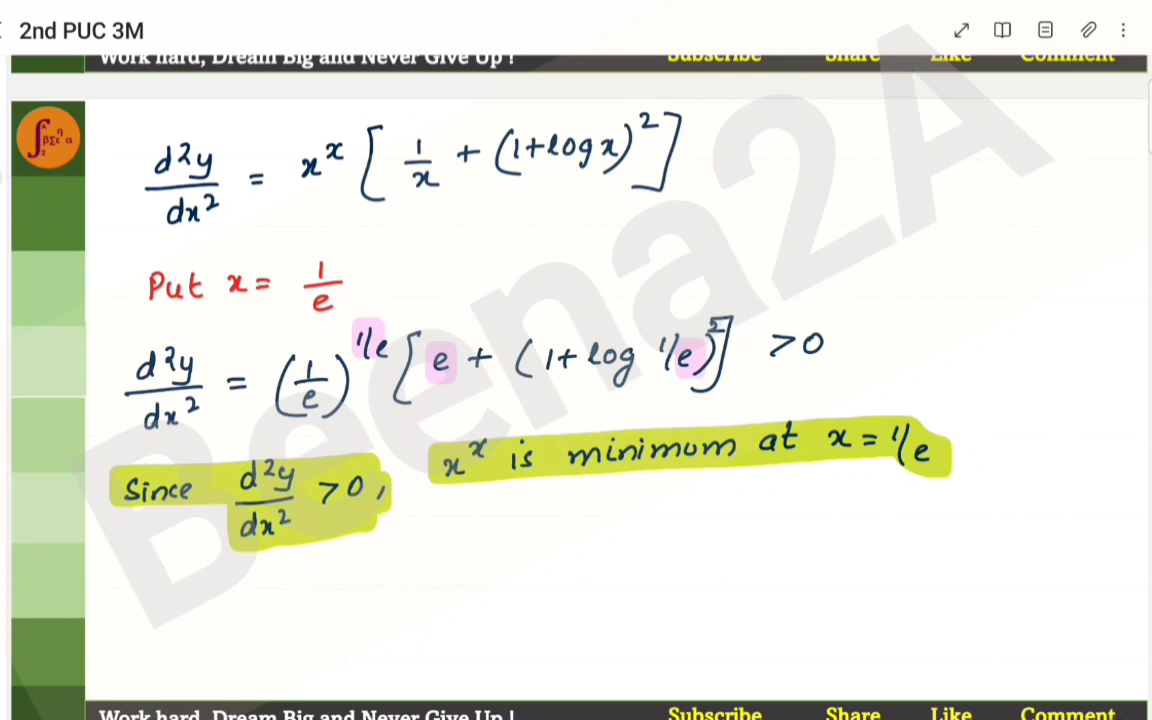 2nd PUC 3M
Work hard, Dream Big and Never Give Up ! Subscribe Share Like Comment
d²y/dx² = x^x [ 1/x + (1+log x)² ]
Put x = 1/e
d²y/dx² = (1/e)^1/e [ e + (1+ log 1/e)² ] >0
Since d²y/dx² >0, x^x is minimum at x = 1/e
Beena2A
Work hard, Dream Big and Never Give Up ! Subscribe Share Like Comment